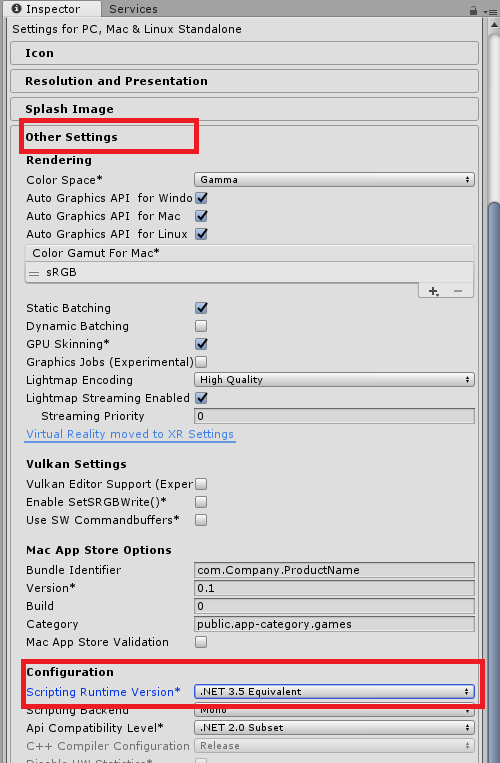 Inspector Services
Settings for PC, Mac & Linux Standalone
Icon
Resolution and Presentation
Splash Image
Other Settings
Rendering
Color Space* Gamma
Auto Graphics API for Windo
Auto Graphics API for Mac
Auto Graphics API for Linux
Color Gamut For Mac*
sRGB
Static Batching
Dynamic Batching
GPU Skinning*
Graphics Jobs (Experimental)
Lightmap Encoding High Quality
Lightmap Streaming Enabled
Streaming Priority 0
Virtual Reality moved to XR Settings
Vulkan Settings
Vulkan Editor Support (Exper
Enable SetSRGBWrite()*
Use SW Commandbuffers*
Mac App Store Options
Bundle Identifier com.Company.ProductName
Version* 0.1
Build 0
Category public.app-category.games
Mac App Store Validation
Configuration
Scripting Runtime Version* .NET 3.5 Equivalent
Scripting Backend Mono
Api Compatibility Level* .NET 2.0 Subset
C++ Compiler Configuration Release
Disable HW Statistics*